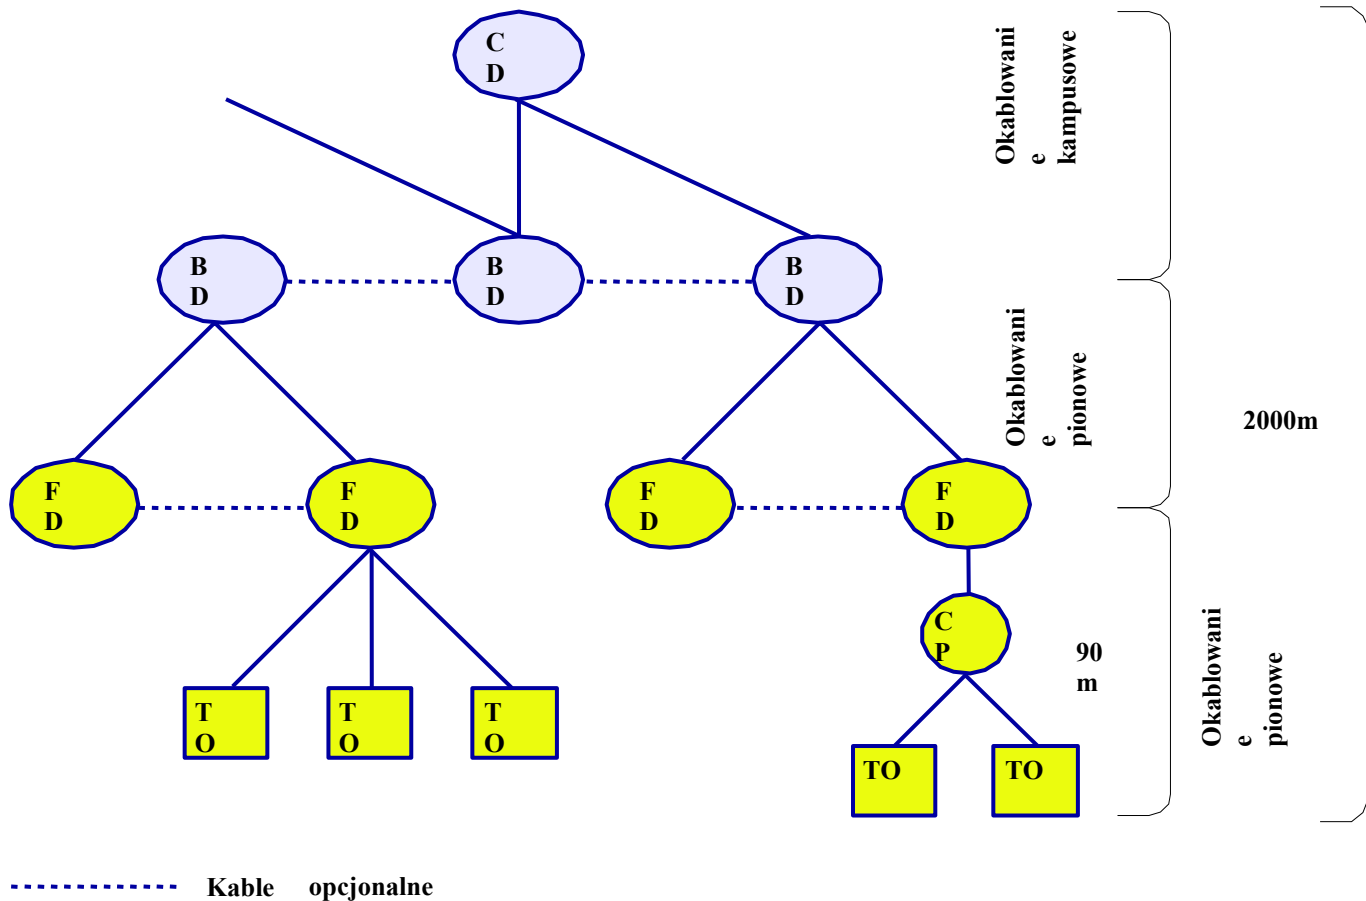 C
D
Okablowani
e kampusowe
B
D
B
D
B
D
Okablowani
e pionowe
2000m
F
D
F
D
F
D
F
D
C
P
90
m
Okablowani
e pionowe
T
O
T
O
T
O
TO
TO
Kable opcjonalne